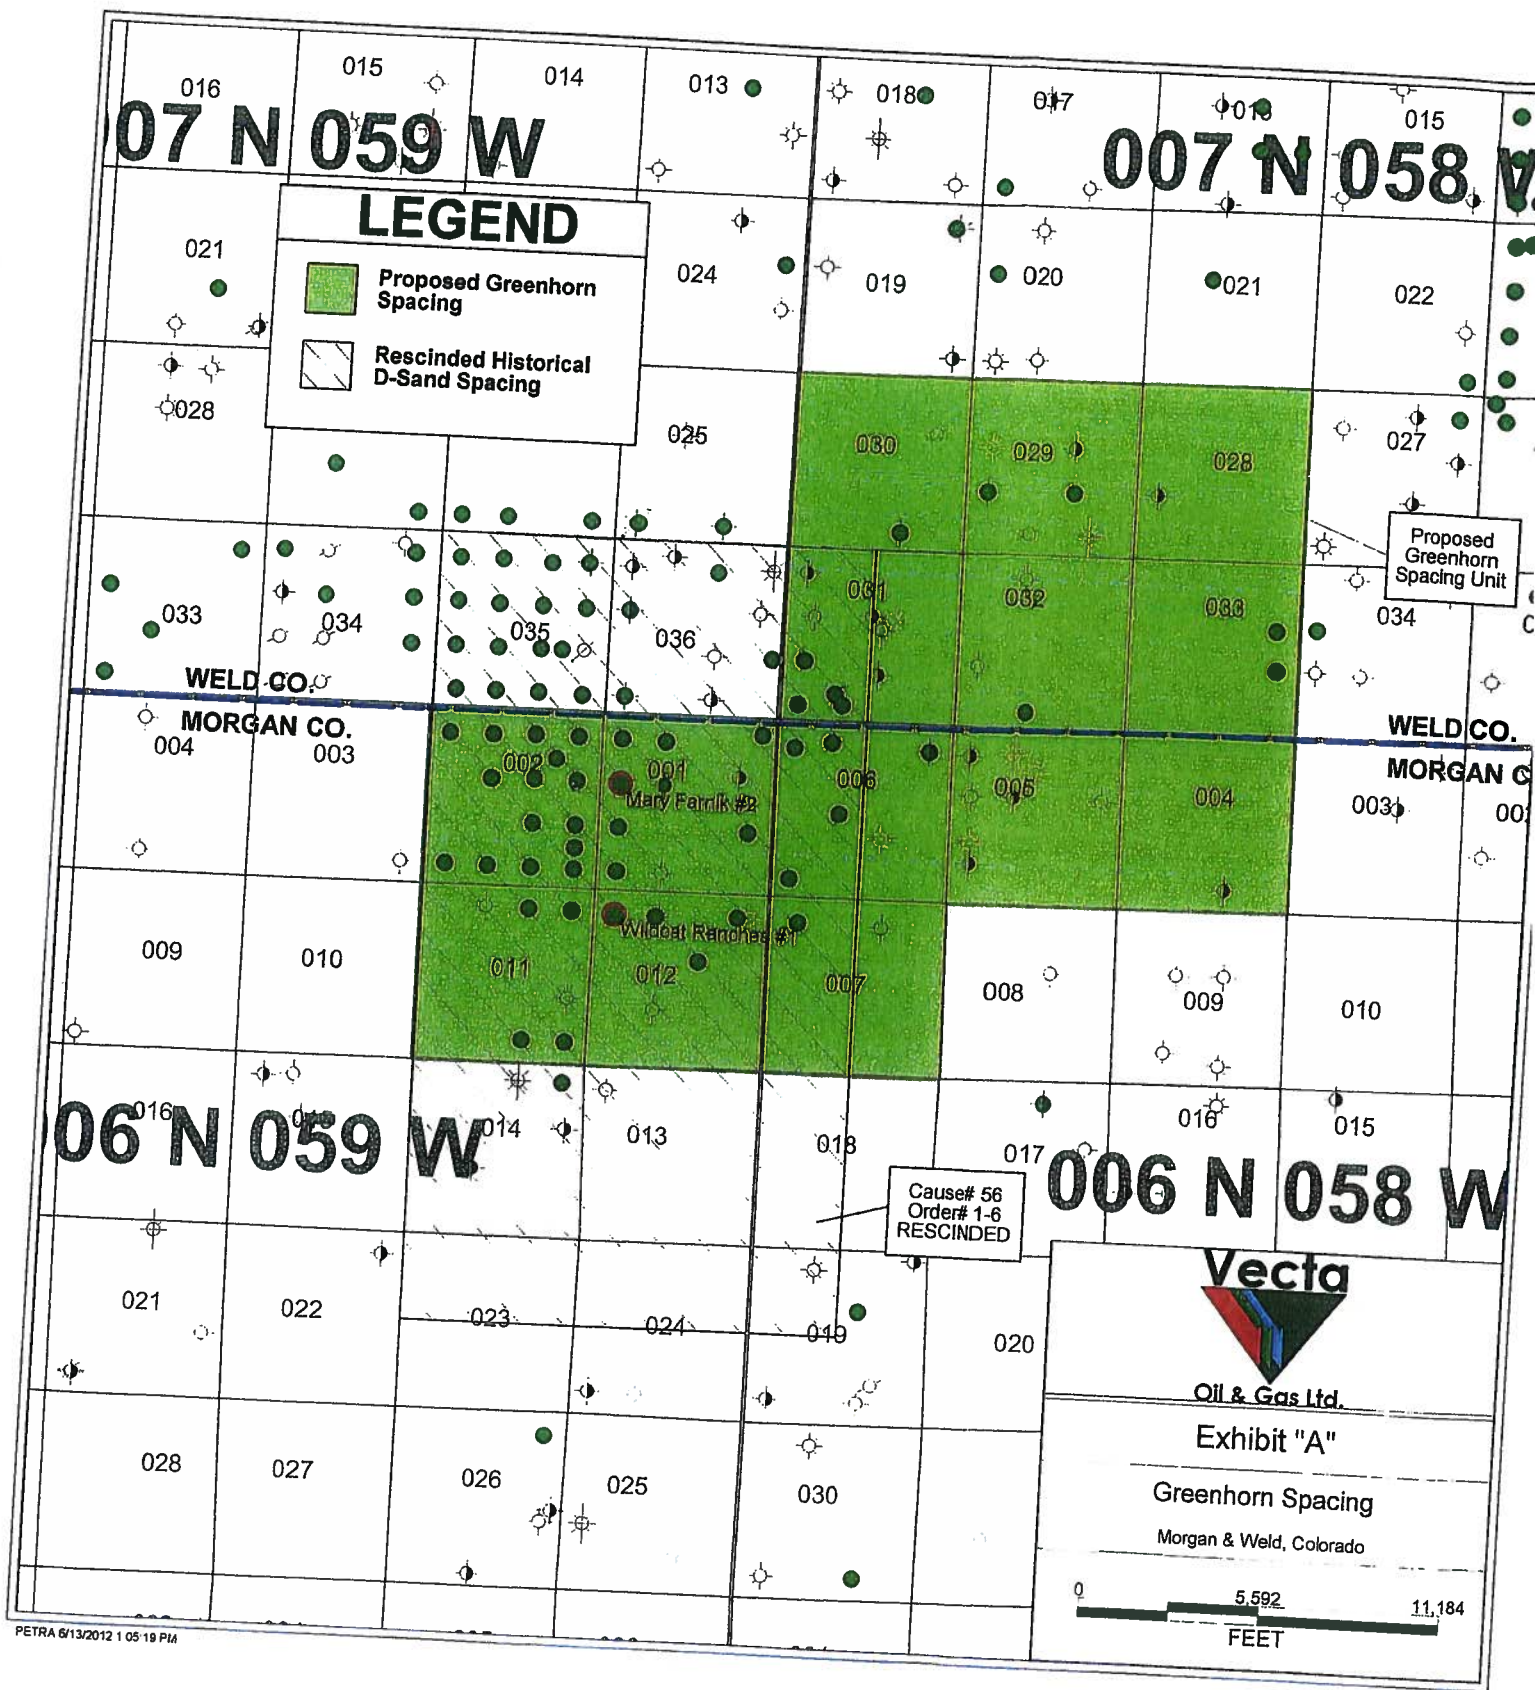 016
015
014
013
018
017
015
07 N 059 W
007 N 058 W
LEGEND
Proposed Greenhorn
Spacing
Rescinded Historical
D-Sand Spacing
021
024
019
020
021
022
028
025
030
029
028
027
Proposed
Greenhorn
Spacing Unit
033
034
035
036
031
032
033
034
WELD CO.
MORGAN CO.
WELD CO.
MORGAN C
004
003
002
001
006
005
004
003
00
Mary Farnik #2
Wildcat Ranches #1
009
010
011
012
007
008
009
010
016
014
013
018
017
016
015
06 N 059 W
006 N 058 W
Cause# 56
Order# 1-6
RESCINDED
021
022
023
024
019
020
028
027
026
025
030
Vecta
Oil & Gas Ltd.
Exhibit "A"
Greenhorn Spacing
Morgan & Weld, Colorado
0
5,592
11,184
FEET
PETRA 6/13/2012 1 05 19 PM